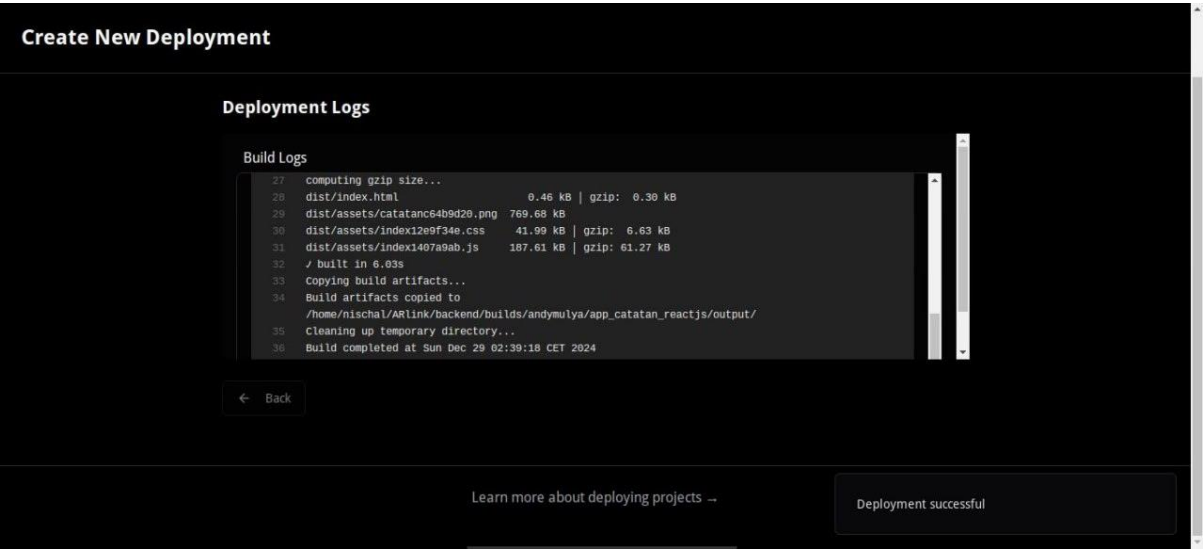 Create New Deployment
Deployment Logs
Build Logs
27 computing gzip size...
28 dist/index.html 0.46 kB | gzip: 0.30 kB
29 dist/assets/catatanc64b9d20.png 769.68 kB
30 dist/assets/index12e9f34e.css 41.99 kB | gzip: 6.63 kB
31 dist/assets/index1407a9ab.js 187.61 kB | gzip: 61.27 kB
32 ✓ built in 6.03s
33 Copying build artifacts...
34 Build artifacts copied to
/home/nischal/ARlink/backend/builds/andymulya/app_catatan_reactjs/output/
35 Cleaning up temporary directory...
36 Build completed at Sun Dec 29 02:39:18 CET 2024
← Back
Learn more about deploying projects →
Deployment successful